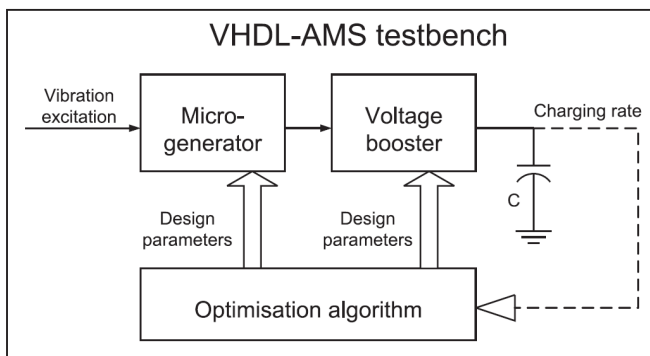 VHDL-AMS testbench
Vibration
excitation
Micro-
generator
Voltage
booster
Charging rate
C
Design
parameters
Design
parameters
Optimisation algorithm